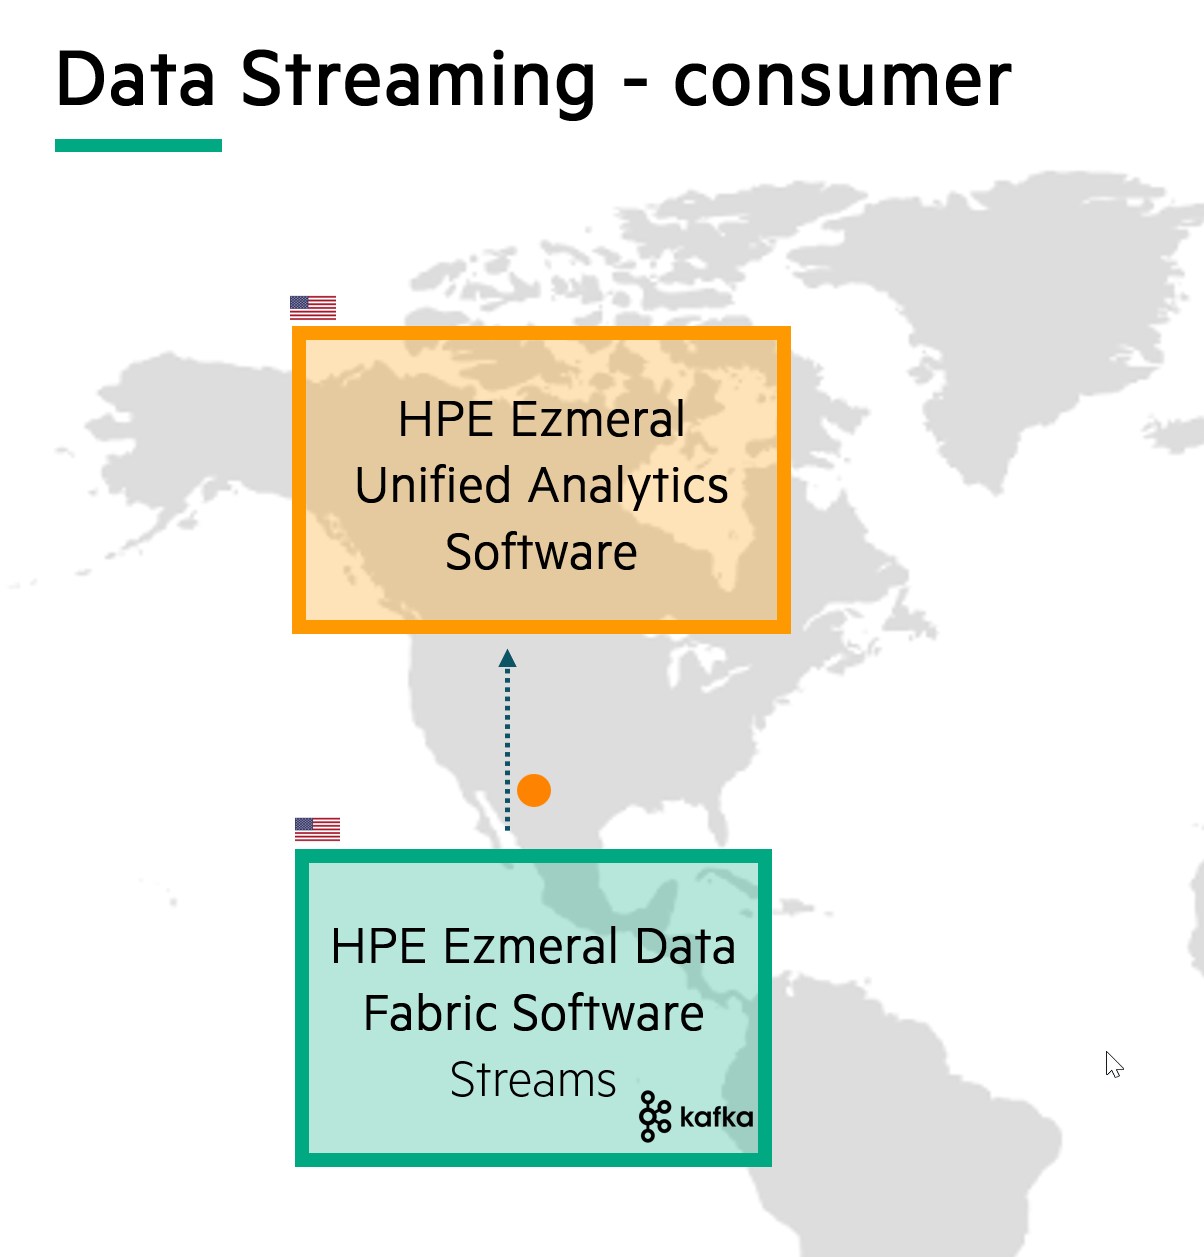 Data Streaming - consumer
HPE Ezmeral
Unified Analytics
Software
HPE Ezmeral Data
Fabric Software
Streams
kafka